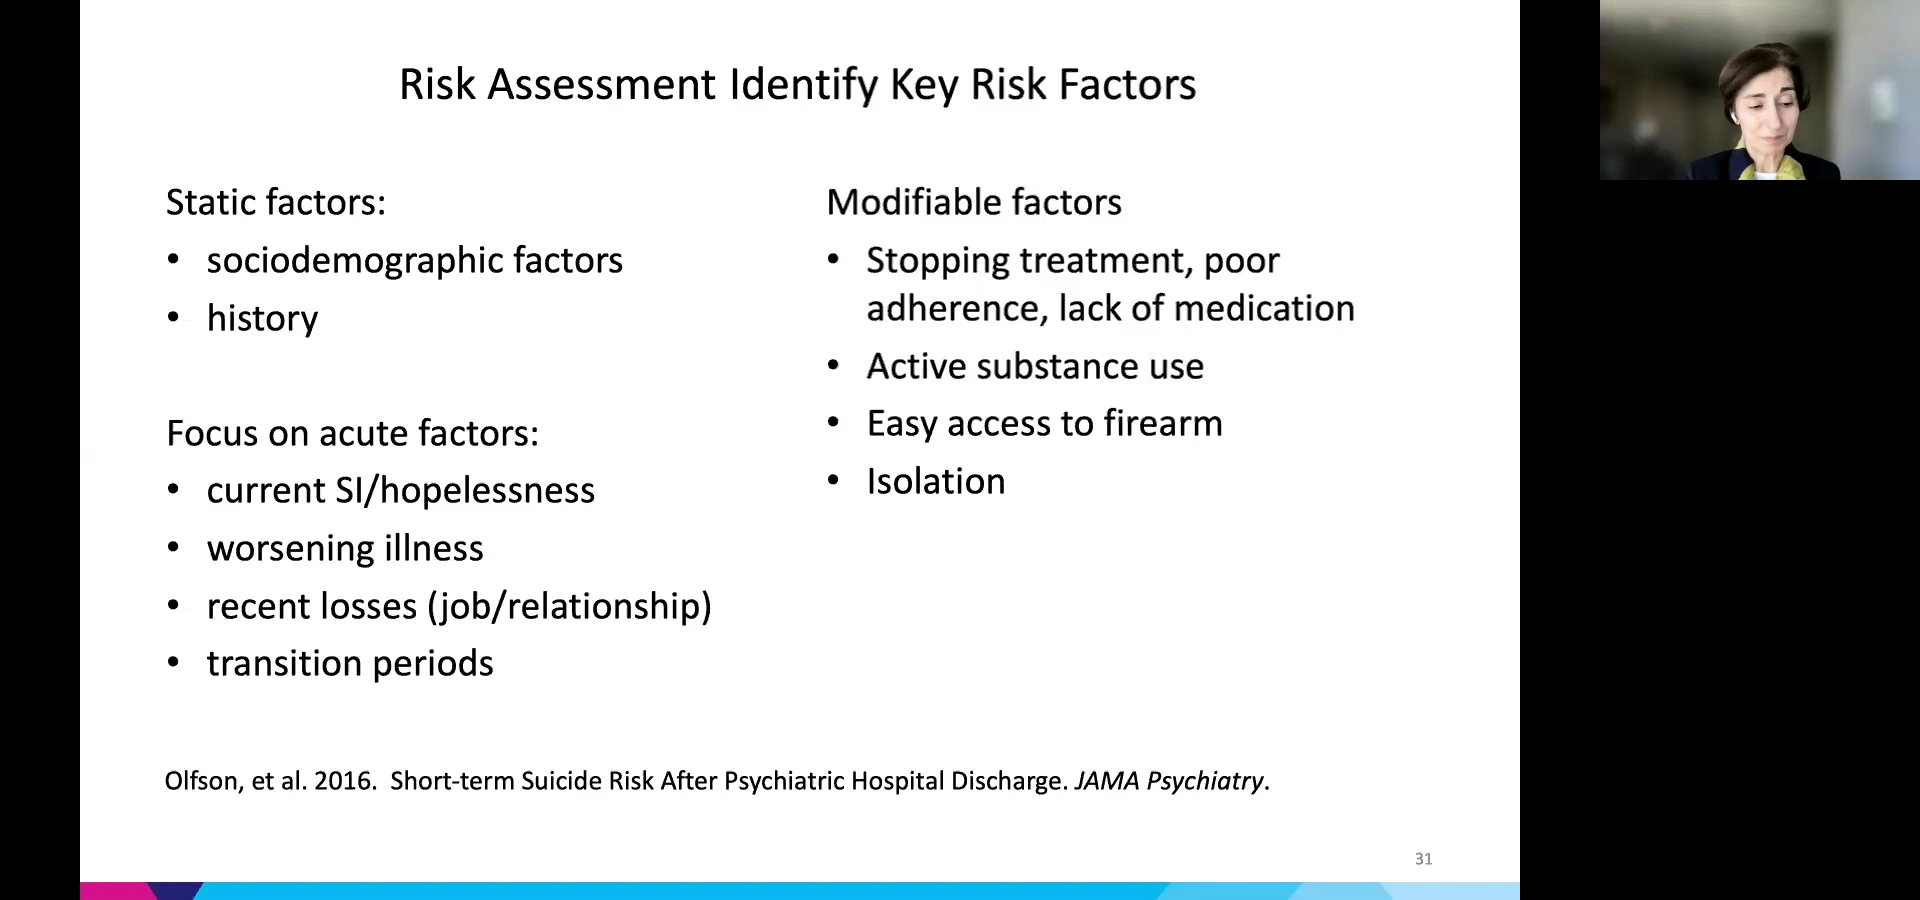 Risk Assessment Identify Key Risk Factors
Static factors:
• sociodemographic factors
• history
Focus on acute factors:
• current SI/hopelessness
• worsening illness
• recent losses (job/relationship)
• transition periods
Modifiable factors
• Stopping treatment, poor
adherence, lack of medication
• Active substance use
• Easy access to firearm
• Isolation
Olfson, et al. 2016.  Short-term Suicide Risk After Psychiatric Hospital Discharge. JAMA Psychiatry.
31